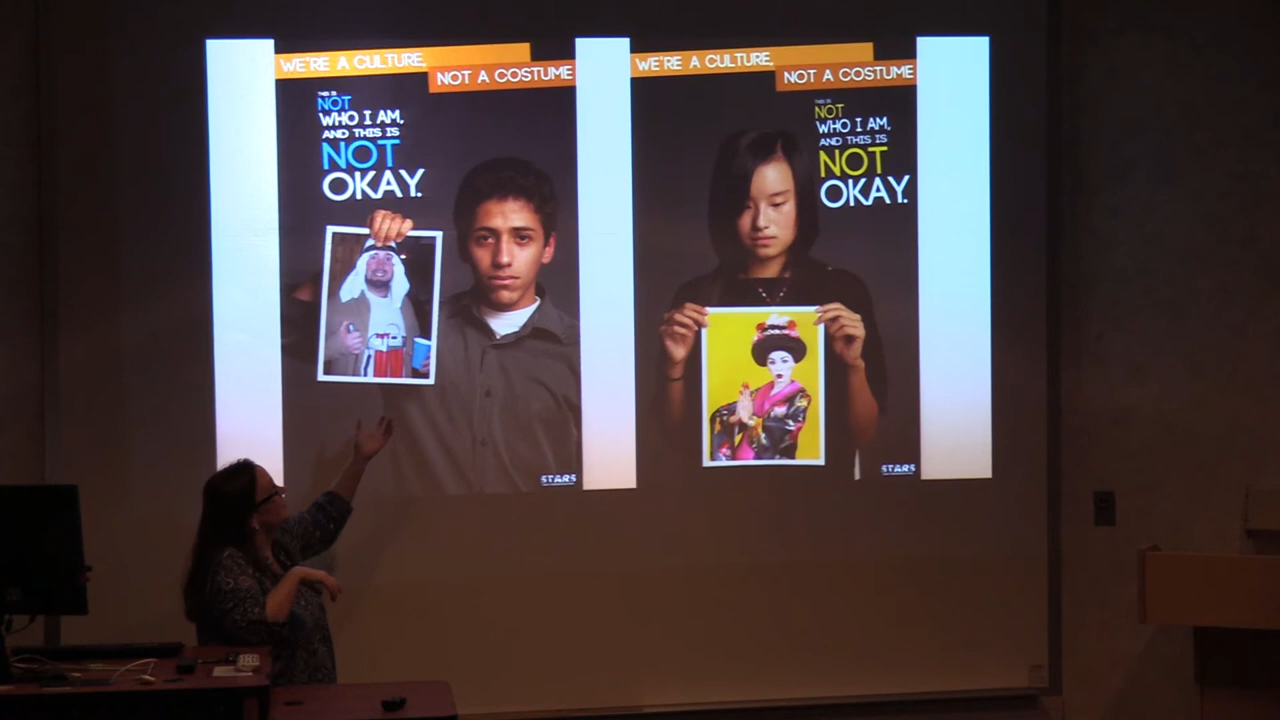 WE'RE A CULTURE,
NOT A COSTUME
THIS IS
NOT
WHO I AM,
AND THIS IS
NOT
OKAY.
STARS
WE'RE A CULTURE,
NOT A COSTUME
THIS IS
NOT
WHO I AM,
AND THIS IS
NOT
OKAY.
STARS